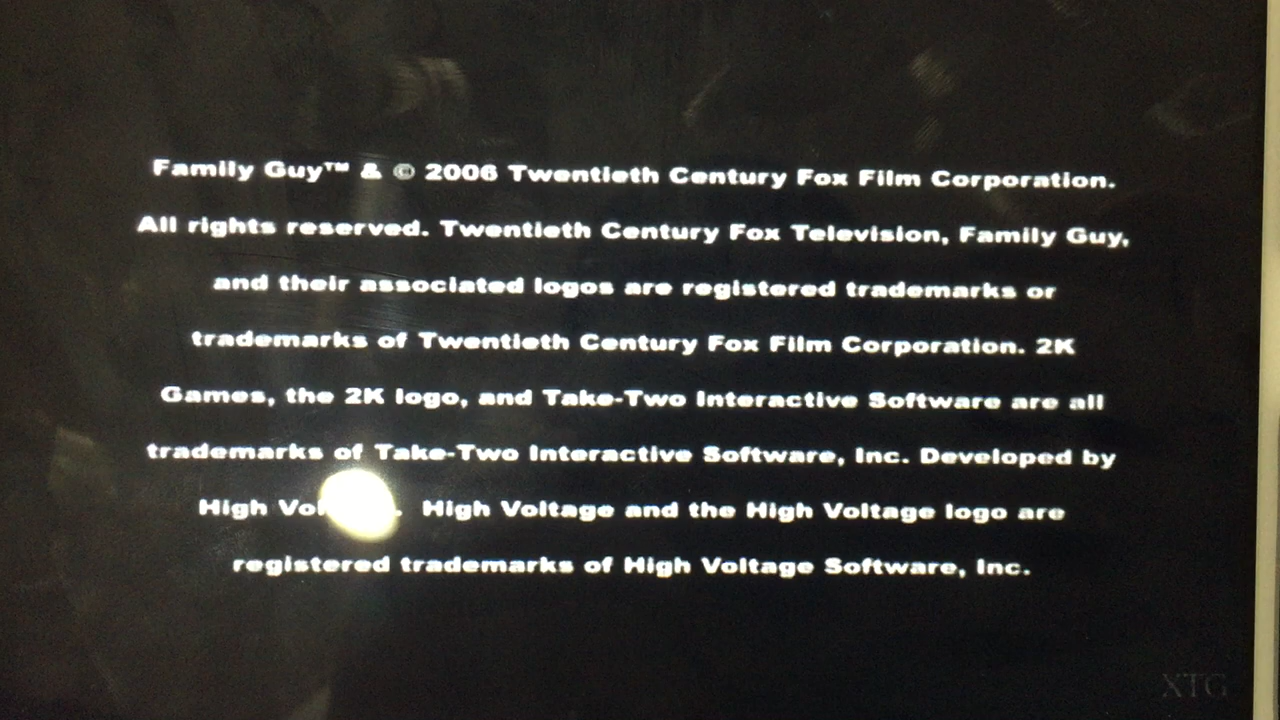 Family Guy™ & © 2006 Twentieth Century Fox Film Corporation.
All rights reserved. Twentieth Century Fox Television, Family Guy,
and their associated logos are registered trademarks or
trademarks of Twentieth Century Fox Film Corporation. 2K
Games, the 2K logo, and Take-Two Interactive Software are all
trademarks of Take-Two Interactive Software, Inc. Developed by
High High Voltage and the High Voltage logo are
registered trademarks of High Voltage Software, Inc.
XTG